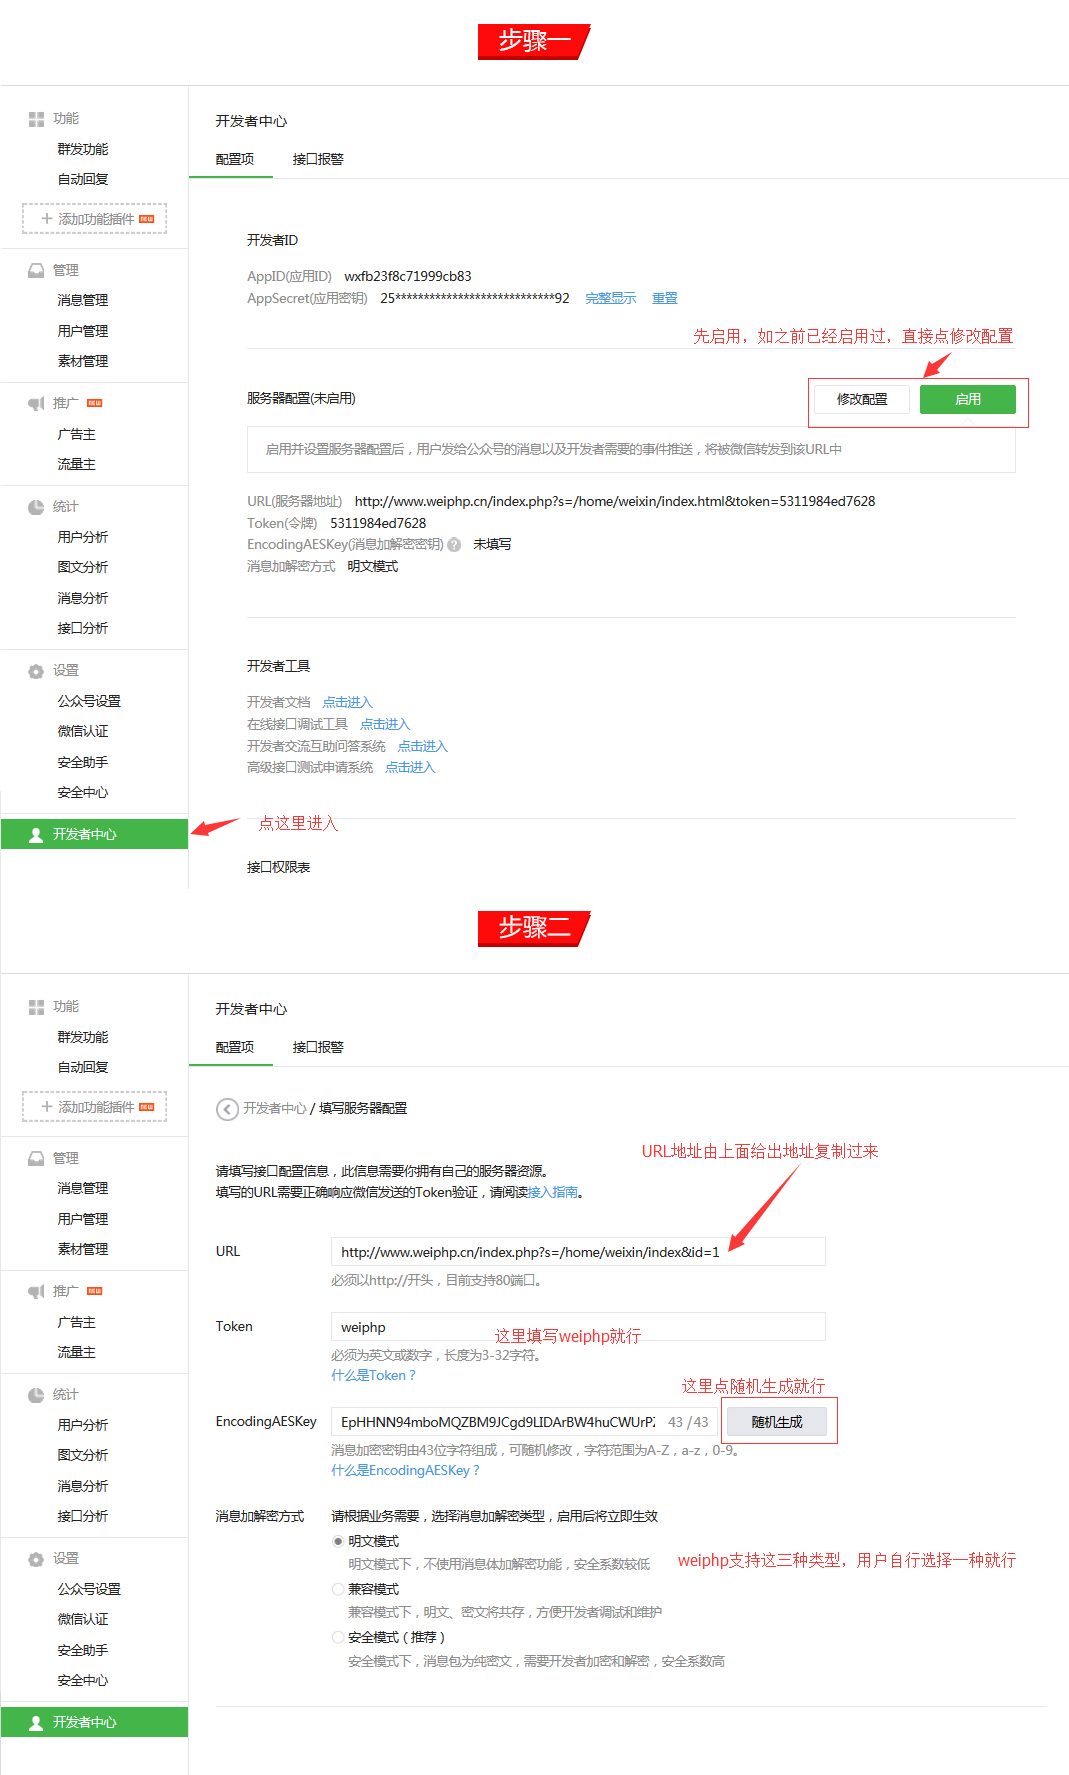 步骤一
功能
群发功能
自动回复
添加功能插件 NEW
管理
消息管理
用户管理
素材管理
推广 NEW
广告主
流量主
统计
用户分析
图文分析
消息分析
接口分析
设置
公众号设置
微信认证
安全助手
安全中心
开发者中心
开发者中心
配置项 接口报警
开发者ID
AppID(应用ID) wxfb23f8c71999cb83
AppSecret(应用密钥) 25****************************92 完整显示 重置
先启用，如之前已经启用过，直接点修改配置
服务器配置(未启用) 修改配置 启用
启用并设置服务器配置后，用户发给公众号的消息以及开发者需要的事件推送，将被微信转发到该URL中
URL(服务器地址) http://www.weiphp.cn/index.php?s=/home/weixin/index.html&token=5311984ed7628
Token(令牌) 5311984ed7628
EncodingAESKey(消息加解密密钥) ? 未填写
消息加解密方式 明文模式
开发者工具
开发者文档 点击进入
在线接口调试工具 点击进入
开发者交流互助问答系统 点击进入
高级接口测试申请系统 点击进入
点这里进入
接口权限表
步骤二
功能
群发功能
自动回复
添加功能插件 NEW
管理
消息管理
用户管理
素材管理
推广 NEW
广告主
流量主
统计
用户分析
图文分析
消息分析
接口分析
设置
公众号设置
微信认证
安全助手
安全中心
开发者中心
开发者中心
配置项 接口报警
开发者中心 / 填写服务器配置
URL地址由上面给出地址复制过来
请填写接口配置信息，此信息需要你拥有自己的服务器资源。
填写的URL需要正确响应微信发送的Token验证，请阅读接入指南。
URL http://www.weiphp.cn/index.php?s=/home/weixin/index&id=1
必须以http://开头，目前支持80端口。
Token weiphp
这里填写weiphp就行
必须为英文或数字，长度为3-32字符。
什么是Token？
这里点随机生成就行
EncodingAESKey EpHHNN94mboMQZBM9JCgd9LIDArBW4huCWUrP 43 /43 随机生成
消息加密密钥由43位字符组成，可随机修改，字符范围为A-Z，a-z，0-9。
什么是EncodingAESKey？
消息加解密方式 请根据业务需要，选择消息加解密类型，启用后将立即生效
明文模式
明文模式下，不使用消息体加解密功能，安全系数较低
weiphp支持这三种类型，用户自行选择一种就行
兼容模式
兼容模式下，明文、密文将共存，方便开发者调试和维护
安全模式（推荐）
安全模式下，消息包为纯密文，需要开发者加密和解密，安全系数高